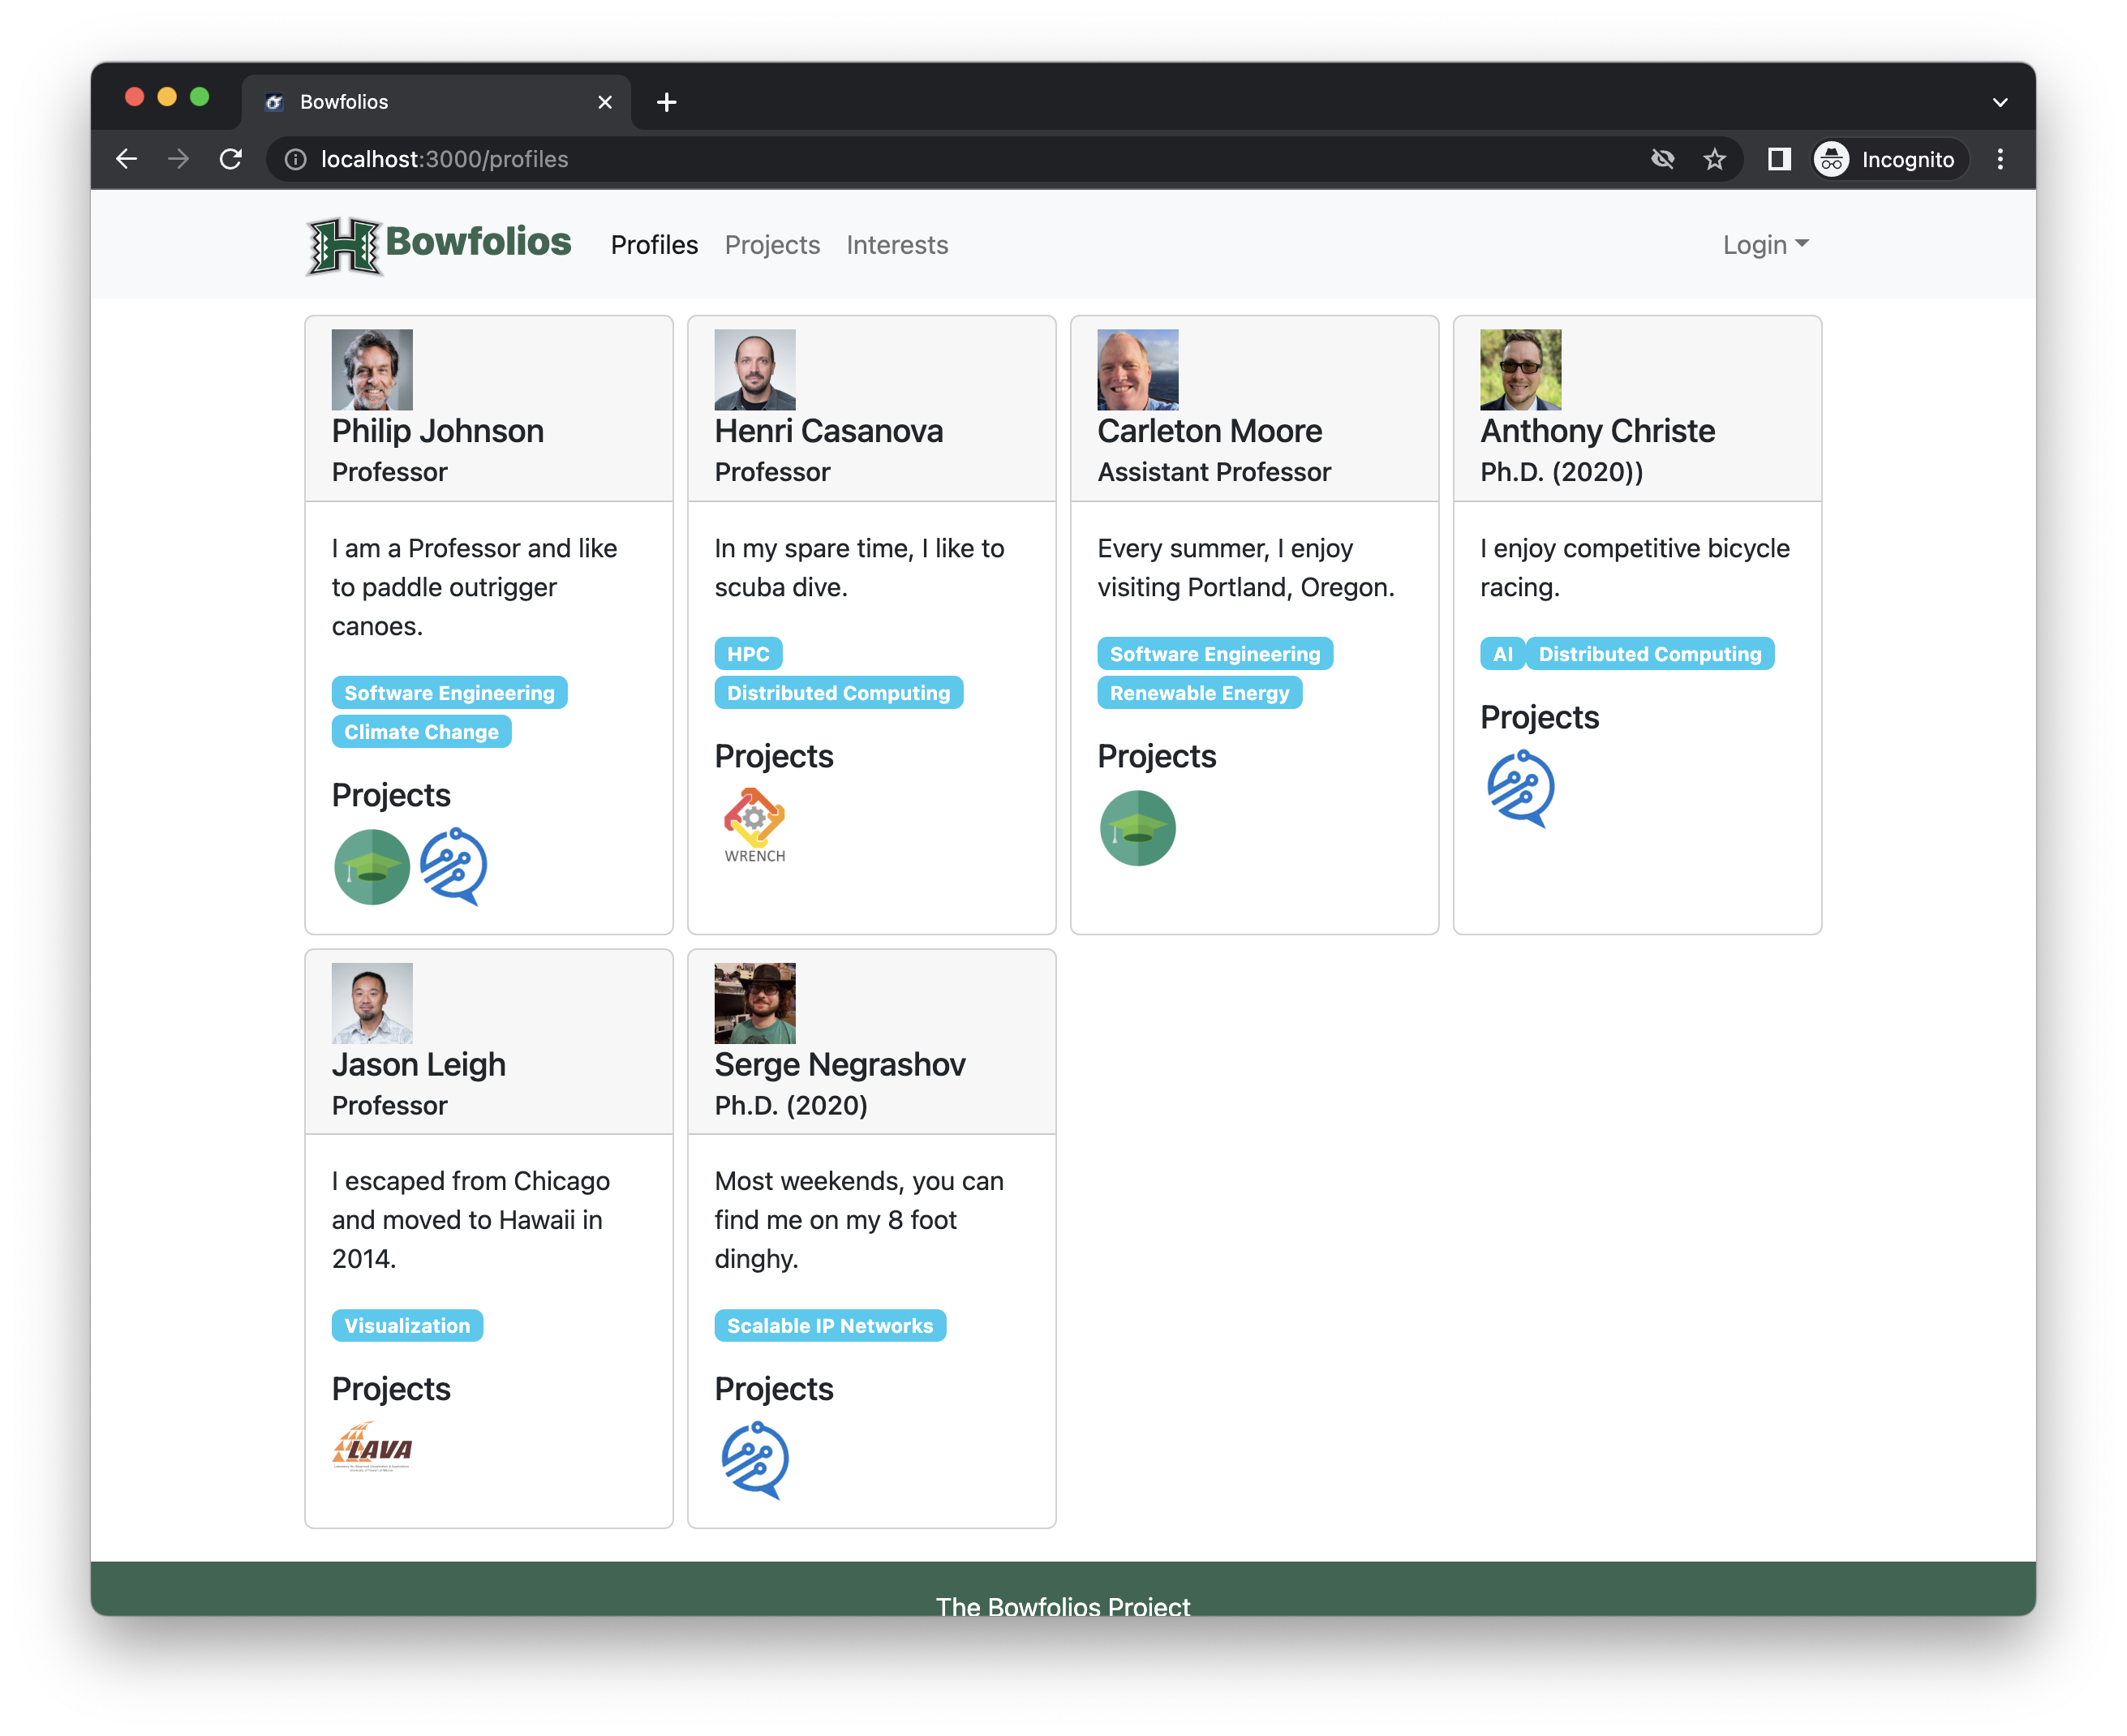 Bowfolios
localhost:3000/profiles
Incognito
Bowfolios Profiles Projects Interests Login
Philip Johnson
Professor
I am a Professor and like
to paddle outrigger
canoes.
Software Engineering
Climate Change
Projects
Henri Casanova
Professor
In my spare time, I like to
scuba dive.
HPC
Distributed Computing
Projects
WRENCH
Carleton Moore
Assistant Professor
Every summer, I enjoy
visiting Portland, Oregon.
Software Engineering
Renewable Energy
Projects
Anthony Christe
Ph.D. (2020))
I enjoy competitive bicycle
racing.
AI Distributed Computing
Projects
Jason Leigh
Professor
I escaped from Chicago
and moved to Hawaii in
2014.
Visualization
Projects
LAVA
Serge Negrashov
Ph.D. (2020)
Most weekends, you can
find me on my 8 foot
dinghy.
Scalable IP Networks
Projects
The Bowfolios Project